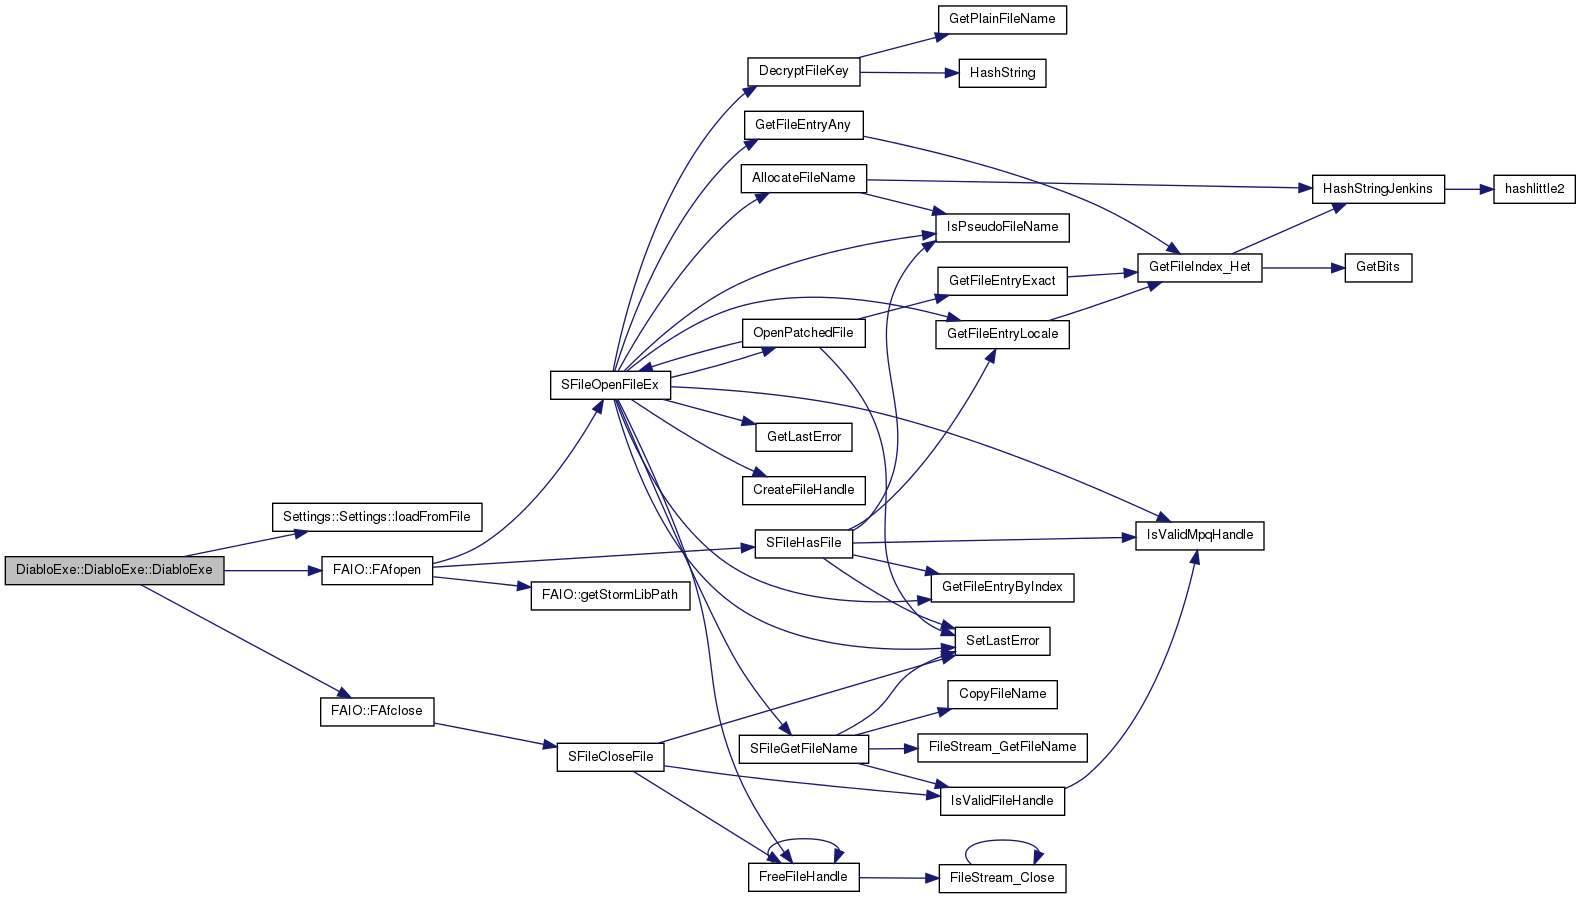 GetPlainFileName
DecryptFileKey
HashString
GetFileEntryAny
AllocateFileName
HashStringJenkins
hashlittle2
IsPseudoFileName
GetFileIndex_Het
GetBits
GetFileEntryExact
OpenPatchedFile
GetFileEntryLocale
SFileOpenFileEx
GetLastError
CreateFileHandle
Settings::Settings::loadFromFile
SFileHasFile
IsValidMpqHandle
DiabloExe::DiabloExe::DiabloExe
FAIO::FAfopen
GetFileEntryByIndex
FAIO::getStormLibPath
SetLastError
CopyFileName
FAIO::FAfclose
SFileCloseFile
SFileGetFileName
FileStream_GetFileName
IsValidFileHandle
FreeFileHandle
FileStream_Close